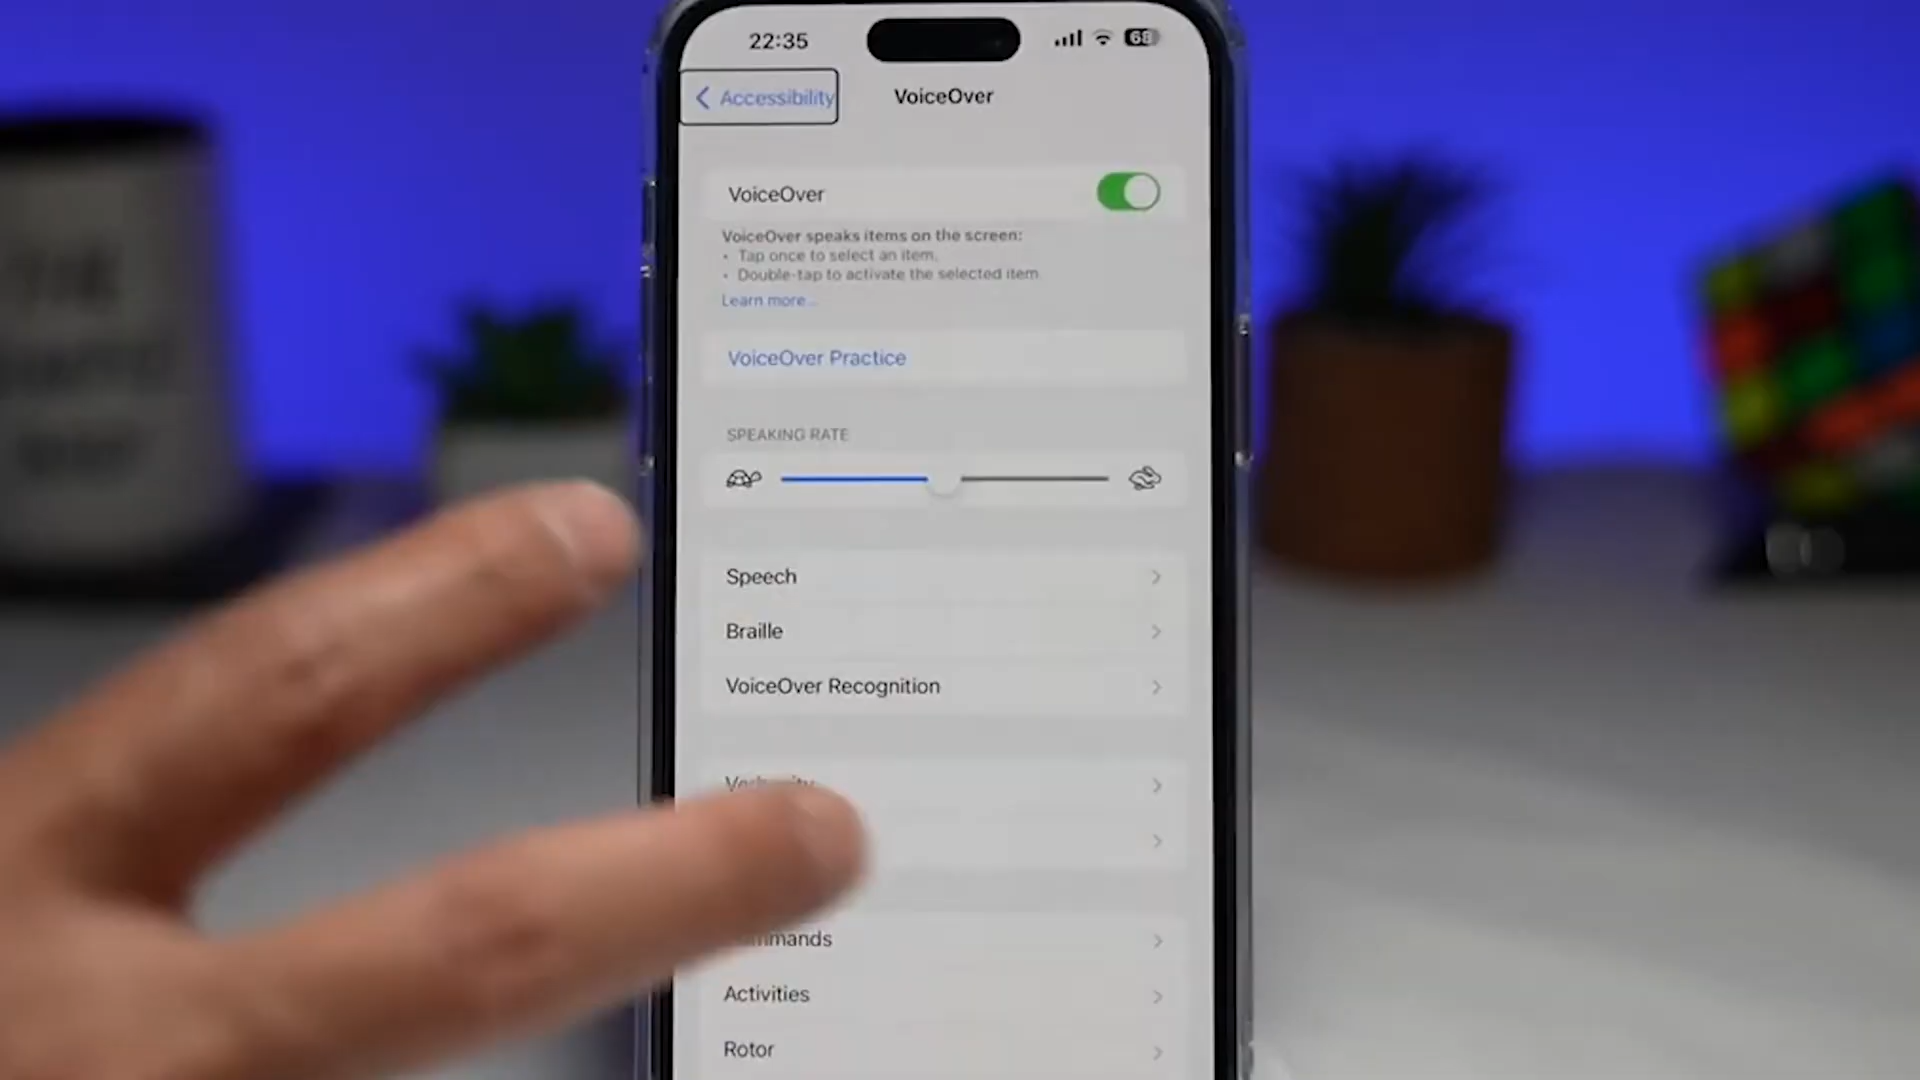 22:35
68
Accessibility
VoiceOver
VoiceOver
VoiceOver speaks items on the screen:
• Tap once to select an item.
• Double-tap to activate the selected item
Learn more...
VoiceOver Practice
SPEAKING RATE
Speech
Braille
VoiceOver Recognition
Activities
Rotor